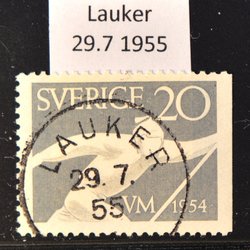 Lauker
29.7 1955
SVERIGE 20
LAUKER
29.7.
55
VM 1954